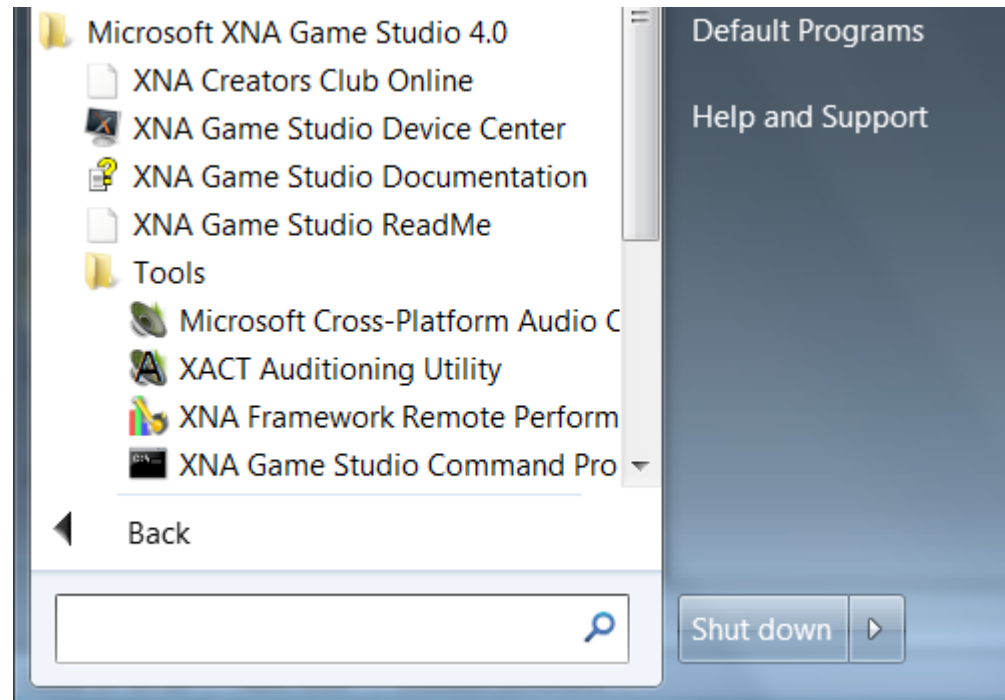 Microsoft XNA Game Studio 4.0
XNA Creators Club Online
XNA Game Studio Device Center
XNA Game Studio Documentation
XNA Game Studio ReadMe
Tools
Microsoft Cross-Platform Audio C
XACT Auditioning Utility
XNA Framework Remote Perform
XNA Game Studio Command Pro
Back
Default Programs
Help and Support
Shut down